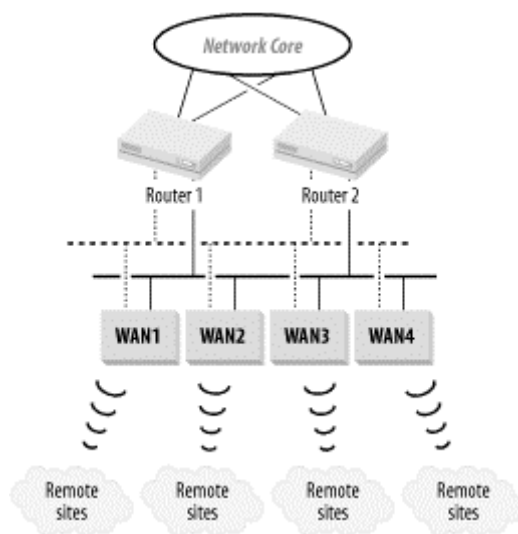 Network Core
Router 1
Router 2
WAN1
WAN2
WAN3
WAN4
Remote
sites
Remote
sites
Remote
sites
Remote
sites